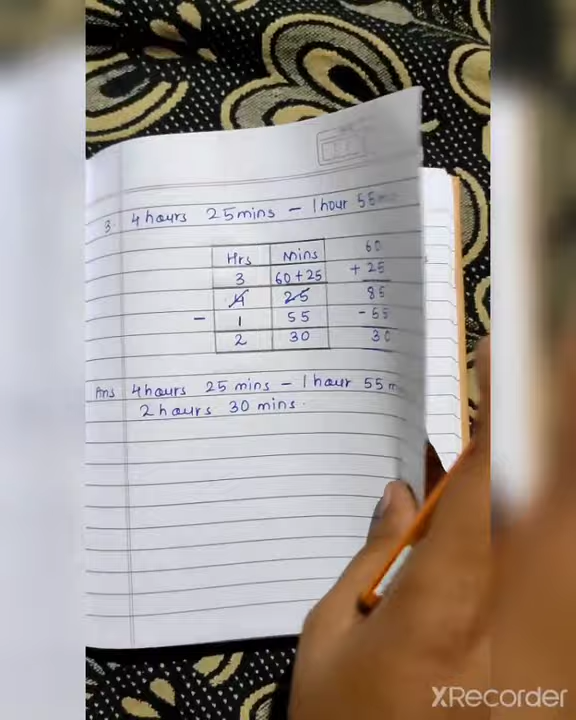 3. 4 hours 25 mins - 1 hour 55
Hrs Mins 60
3 60+25 + 25
4 25 85
- 1 55 - 55
2 30 30
Ans 4 hours 25 mins - 1 hour 55 m
2 hours 30 mins.
XRecorder